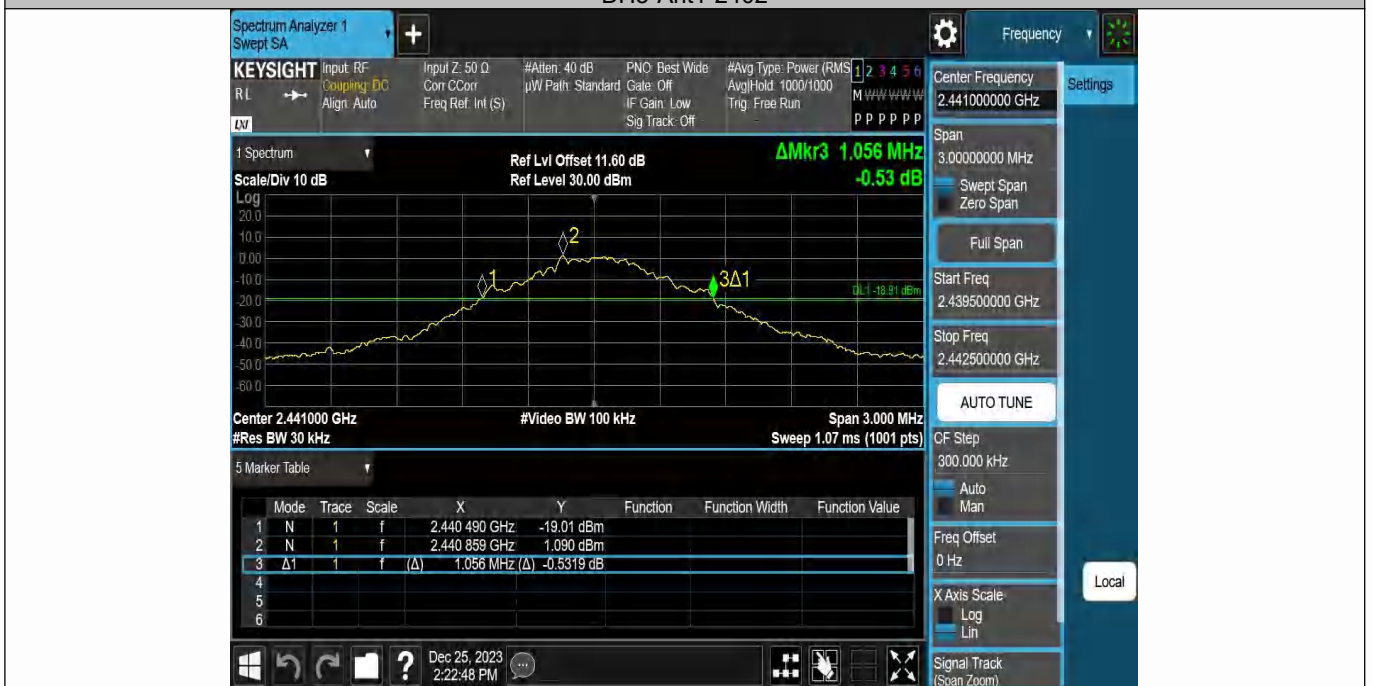 Spectrum Analyzer 1
Swept SA
+
Frequency
KEYSIGHT
RL
LXI
Input: RF
Coupling: DC
Align: Auto
Input Z: 50 Ω
Corr CCorr
Freq Ref: Int (S)
#Atten: 40 dB
µW Path: Standard
PNO: Best Wide
Gate: Off
IF Gain: Low
Sig Track: Off
#Avg Type: Power (RMS
Avg|Hold: 1000/1000
Trig: Free Run
1 2 3 4 5 6
M W W W W W
P P P P P P
1 Spectrum
Scale/Div 10 dB
Ref Lvl Offset 11.60 dB
Ref Level 30.00 dBm
ΔMkr3 1.056 MHz
-0.53 dB
Log
20.0
10.0
0.00
-10.0
-20.0
-30.0
-40.0
-50.0
-60.0
1
2
3Δ1
DL1 -18.91 dBm
Center 2.441000 GHz
#Video BW 100 kHz
Span 3.000 MHz
#Res BW 30 kHz
Sweep 1.07 ms (1001 pts)
5 Marker Table
Mode Trace Scale X Y Function Function Width Function Value
1 N 1 f 2.440 490 GHz -19.01 dBm
2 N 1 f 2.440 859 GHz 1.090 dBm
3 Δ1 1 f (Δ) 1.056 MHz (Δ) -0.5319 dB
4
5
6
Dec 25, 2023
2:22:48 PM
Center Frequency
2.441000000 GHz
Settings
Span
3.00000000 MHz
Swept Span
Zero Span
Full Span
Start Freq
2.439500000 GHz
Stop Freq
2.442500000 GHz
AUTO TUNE
CF Step
300.000 kHz
Auto
Man
Freq Offset
0 Hz
X Axis Scale
Log
Lin
Local
Signal Track
(Span Zoom)